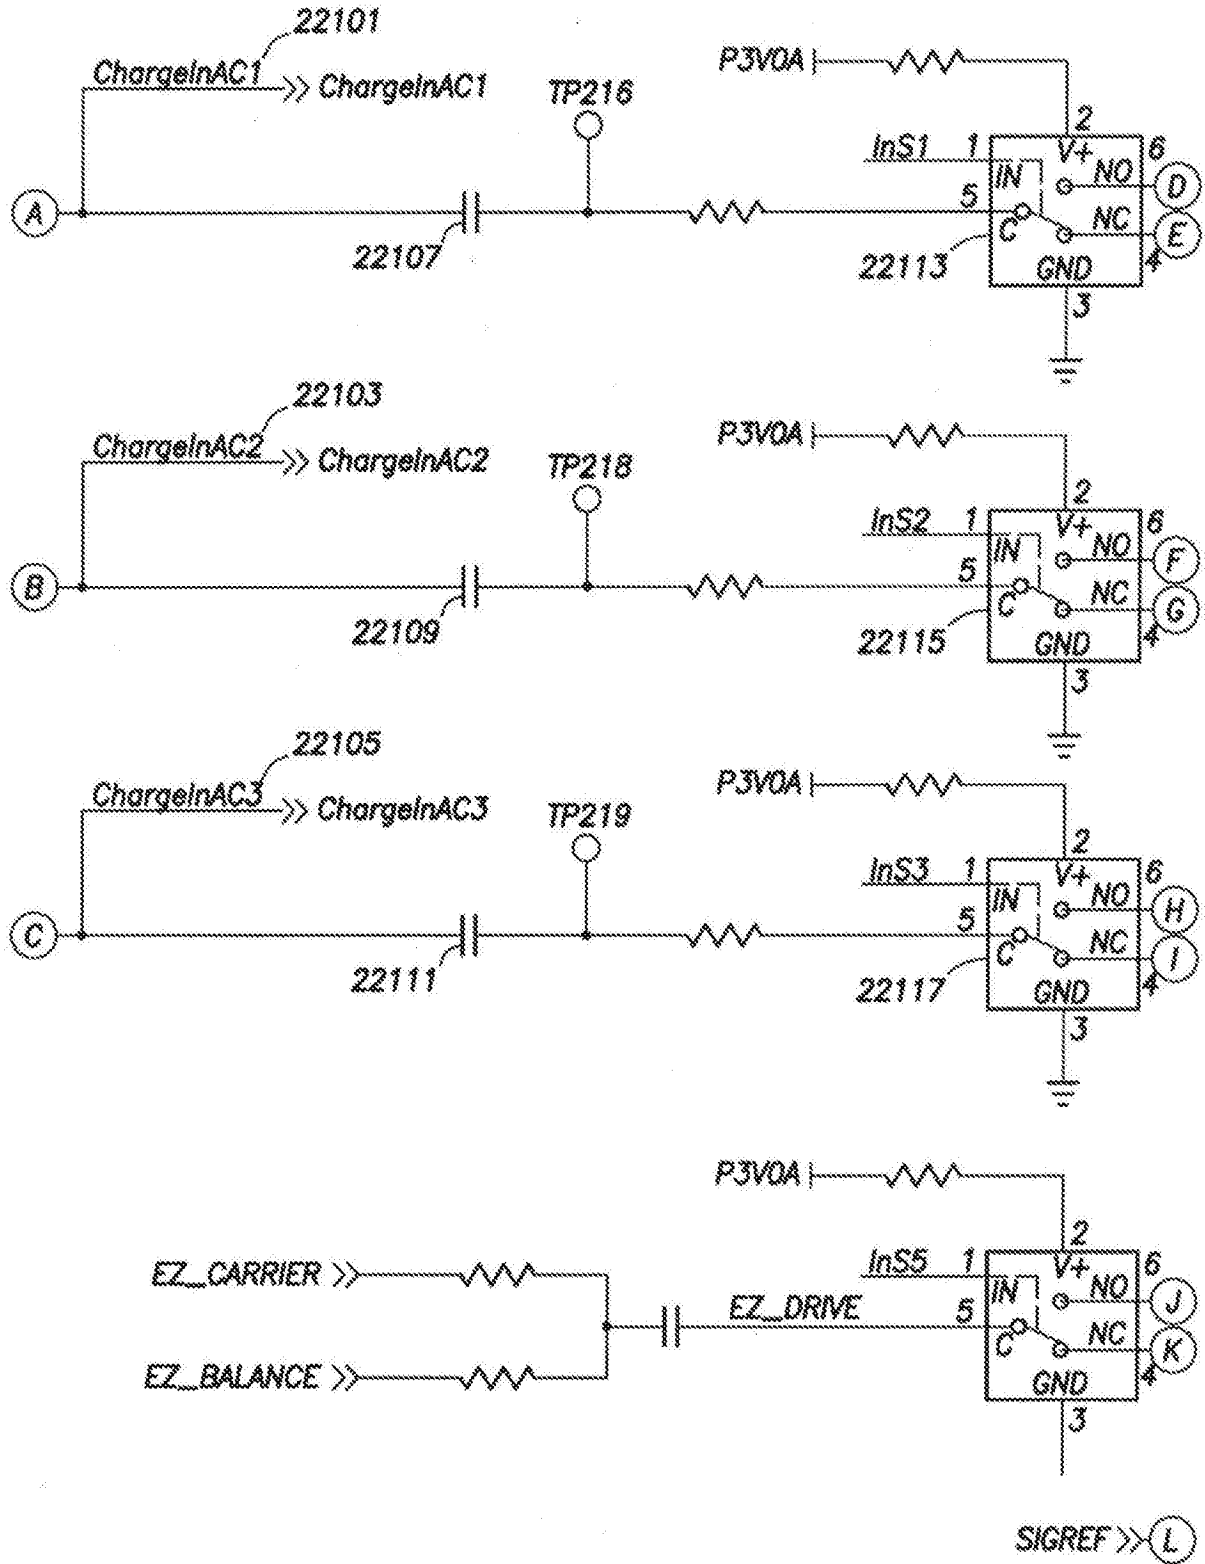 22101
ChargeInAC1
ChargeInAC1
TP216
P3V0A
2
InS1
1
V+
6
IN
NO
D
A
5
C
NC
E
22107
22113
GND
4
3
22103
ChargeInAC2
ChargeInAC2
TP218
P3V0A
2
InS2
1
V+
6
IN
NO
F
B
5
C
NC
G
22109
22115
GND
4
3
22105
ChargeInAC3
ChargeInAC3
TP219
P3V0A
2
InS3
1
V+
6
IN
NO
H
C
5
C
NC
I
22111
22117
GND
4
3
P3V0A
2
EZ_CARRIER
InS5
1
V+
6
IN
NO
J
EZ_DRIVE
5
C
NC
K
EZ_BALANCE
GND
4
3
SIGREF
L